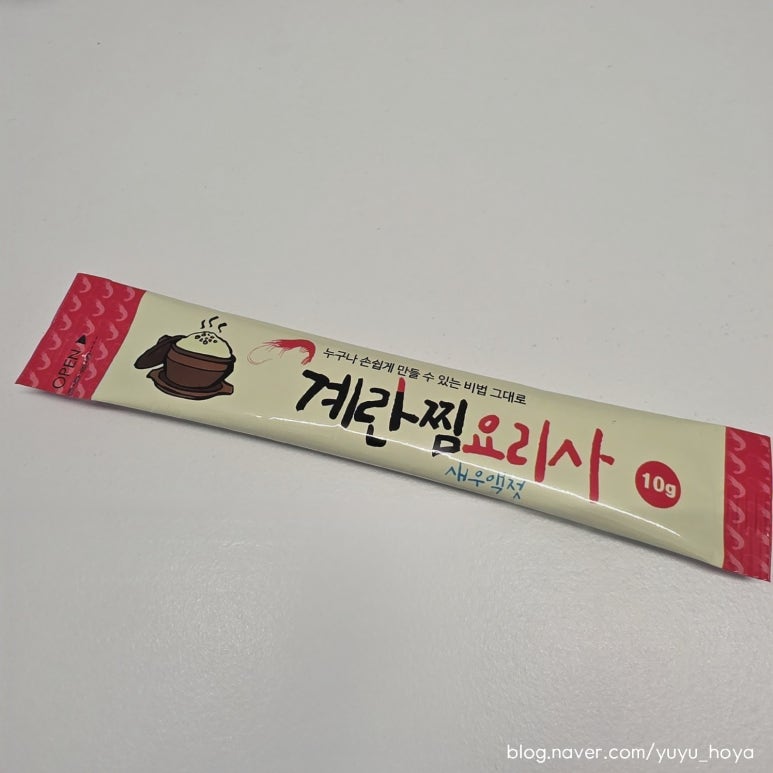 OPEN ▲
누구나 손쉽게 만들 수 있는 비법 그대로
계란찜요리사
새우액젓
10g
blog.naver.com/yuyu_hoya